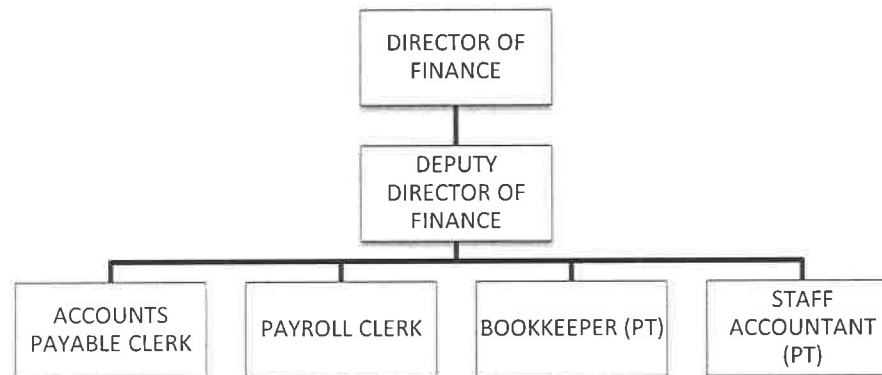 DIRECTOR OF
FINANCE
DEPUTY
DIRECTOR OF
FINANCE
ACCOUNTS
PAYABLE CLERK
PAYROLL CLERK
BOOKKEEPER (PT)
STAFF
ACCOUNTANT
(PT)